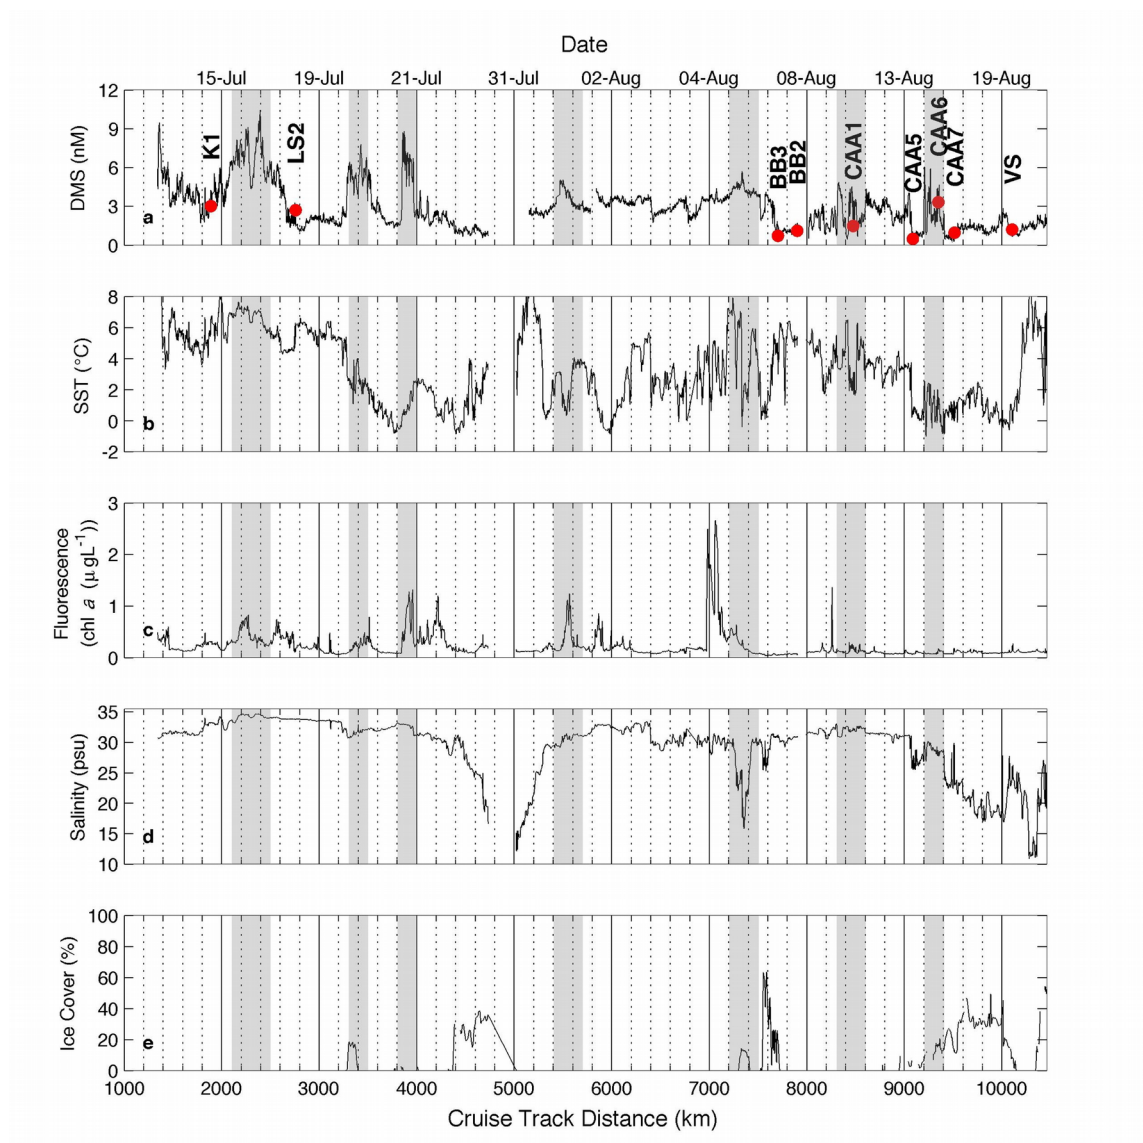 Date
15-Jul 19-Jul 21-Jul 31-Jul 02-Aug 04-Aug 08-Aug 13-Aug 19-Aug
12
9
6
3
0
DMS (nM)
a
K1
LS2
BB3
BB2
CAA1
CAA5
CAA6
CAA7
VS
8
6
4
2
0
-2
SST (°C)
b
3
2
1
0
Fluorescence
(chl a (μ gL⁻¹))
c
35
30
25
20
15
10
Salinity (psu)
d
100
80
60
40
20
0
Ice Cover (%)
e
1000 2000 3000 4000 5000 6000 7000 8000 9000 10000
Cruise Track Distance (km)